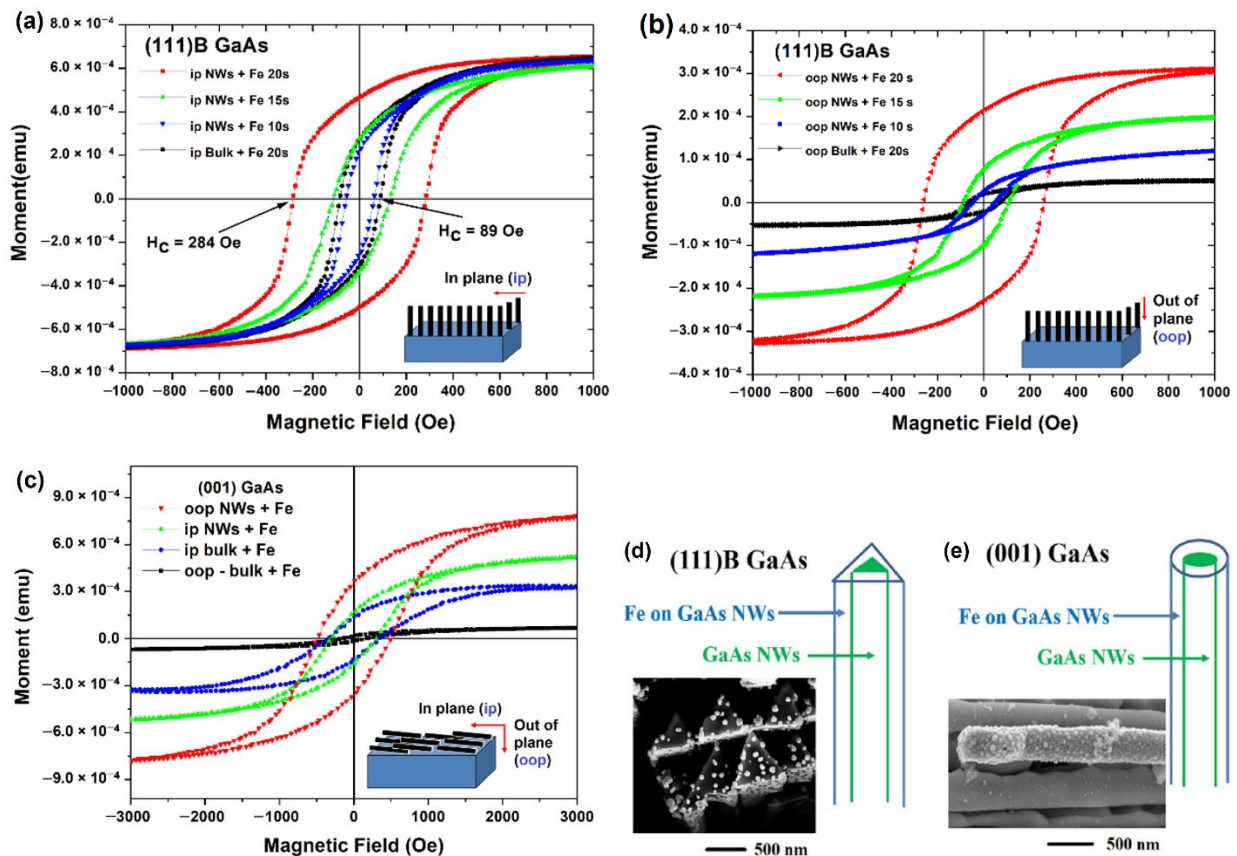 (a)
(111)B GaAs
ip NWs + Fe 20s
ip NWs + Fe 15s
ip NWs + Fe 10s
ip Bulk + Fe 20s
HC = 284 Oe
HC = 89 Oe
In plane (ip)
8.0 × 10⁻⁴
6.0 × 10⁻⁴
4.0 × 10⁻⁴
2.0 × 10⁻⁴
0.0
−2.0 × 10⁻⁴
−4.0 × 10⁻⁴
−6.0 × 10⁻⁴
−8.0 × 10⁻⁴
Moment(emu)
−1000 −800 −600 −400 −200 0 200 400 600 800 1000
Magnetic Field (Oe)
(b)
(111)B GaAs
oop NWs + Fe 20 s
oop NWs + Fe 15 s
oop NWs + Fe 10 s
oop Bulk + Fe 20s
Out of
plane
(oop)
4.0 × 10⁻⁴
3.0 × 10⁻⁴
2.0 × 10⁻⁴
1.0 × 10⁻⁴
0.0
−1.0 × 10⁻⁴
−2.0 × 10⁻⁴
−3.0 × 10⁻⁴
−4.0 × 10⁻⁴
Moment(emu)
−1000 −800 −600 −400 −200 0 200 400 600 800 1000
Magnetic Field (Oe)
(c)
(001) GaAs
oop NWs + Fe
ip NWs + Fe
ip bulk + Fe
oop - bulk + Fe
In plane (ip)
Out of
plane
(oop)
9.0 × 10⁻⁴
6.0 × 10⁻⁴
3.0 × 10⁻⁴
0.0
−3.0 × 10⁻⁴
−6.0 × 10⁻⁴
−9.0 × 10⁻⁴
Moment (emu)
−3000 −2000 −1000 0 1000 2000 3000
Magnetic Field (Oe)
(d)
(111)B GaAs
Fe on GaAs NWs
GaAs NWs
500 nm
(e)
(001) GaAs
Fe on GaAs NWs
GaAs NWs
500 nm